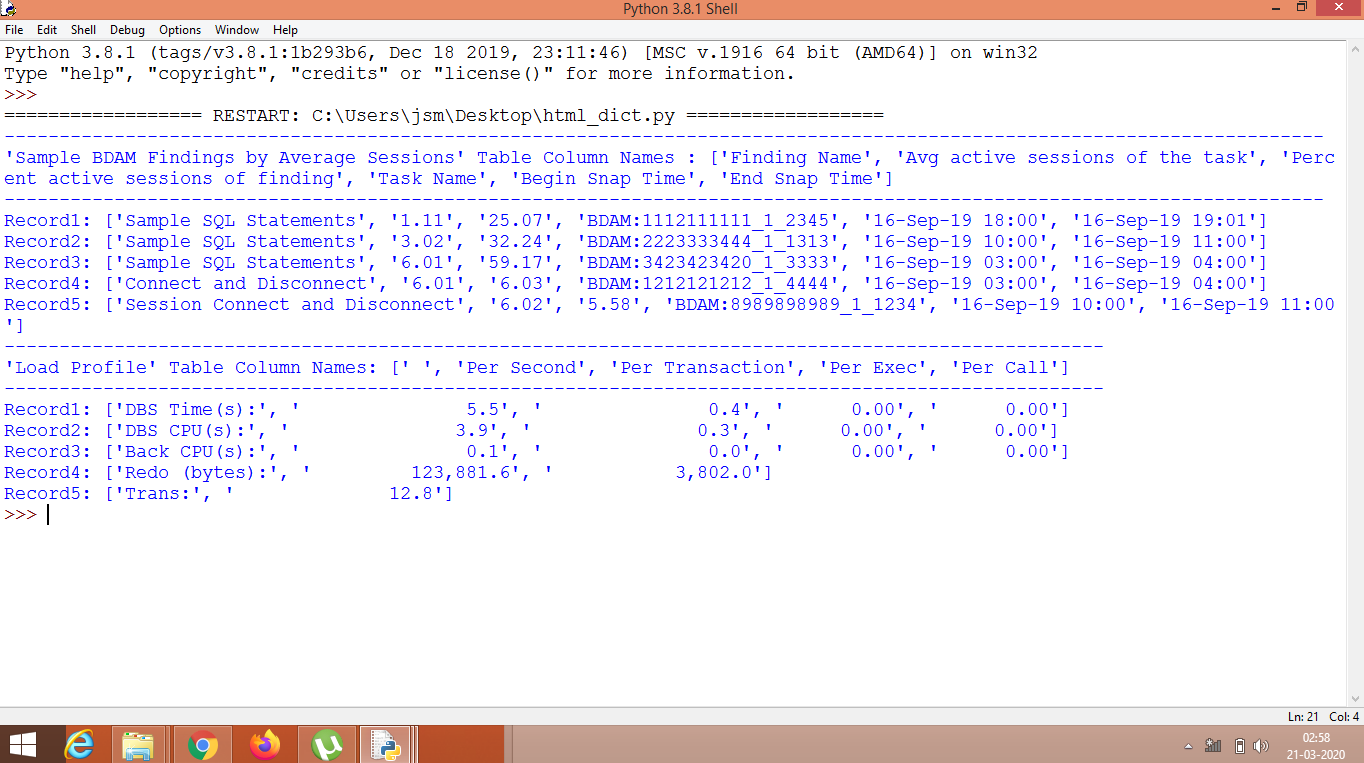 Python 3.8.1 Shell
File Edit Shell Debug Options Window Help
Python 3.8.1 (tags/v3.8.1:1b293b6, Dec 18 2019, 23:11:46) [MSC v.1916 64 bit (AMD64)] on win32
Type "help", "copyright", "credits" or "license()" for more information.
>>>
================== RESTART: C:\Users\jsm\Desktop\html_dict.py ==================
--------------------------------------------------------------------------------------------------------------------------
'Sample BDAM Findings by Average Sessions' Table Column Names : ['Finding Name', 'Avg active sessions of the task', 'Perc
ent active sessions of finding', 'Task Name', 'Begin Snap Time', 'End Snap Time']
--------------------------------------------------------------------------------------------------------------------------
Record1: ['Sample SQL Statements', '1.11', '25.07', 'BDAM:1112111111_1_2345', '16-Sep-19 18:00', '16-Sep-19 19:01']
Record2: ['Sample SQL Statements', '3.02', '32.24', 'BDAM:2223333444_1_1313', '16-Sep-19 10:00', '16-Sep-19 11:00']
Record3: ['Sample SQL Statements', '6.01', '59.17', 'BDAM:3423423420_1_3333', '16-Sep-19 03:00', '16-Sep-19 04:00']
Record4: ['Connect and Disconnect', '6.01', '6.03', 'BDAM:1212121212_1_4444', '16-Sep-19 03:00', '16-Sep-19 04:00']
Record5: ['Session Connect and Disconnect', '6.02', '5.58', 'BDAM:8989898989_1_1234', '16-Sep-19 10:00', '16-Sep-19 11:00
']
----------------------------------------------------------------------------------------------------
'Load Profile' Table Column Names: [' ', 'Per Second', 'Per Transaction', 'Per Exec', 'Per Call']
----------------------------------------------------------------------------------------------------
Record1: ['DBS Time(s):', '               5.5', '               0.4', '      0.00', '      0.00']
Record2: ['DBS CPU(s):', '               3.9', '               0.3', '      0.00', '      0.00']
Record3: ['Back CPU(s):', '               0.1', '               0.0', '      0.00', '      0.00']
Record4: ['Redo (bytes):', '         123,881.6', '           3,802.0']
Record5: ['Trans:', '              12.8']
>>>
Ln: 21 Col: 4
02:58
21-03-2020